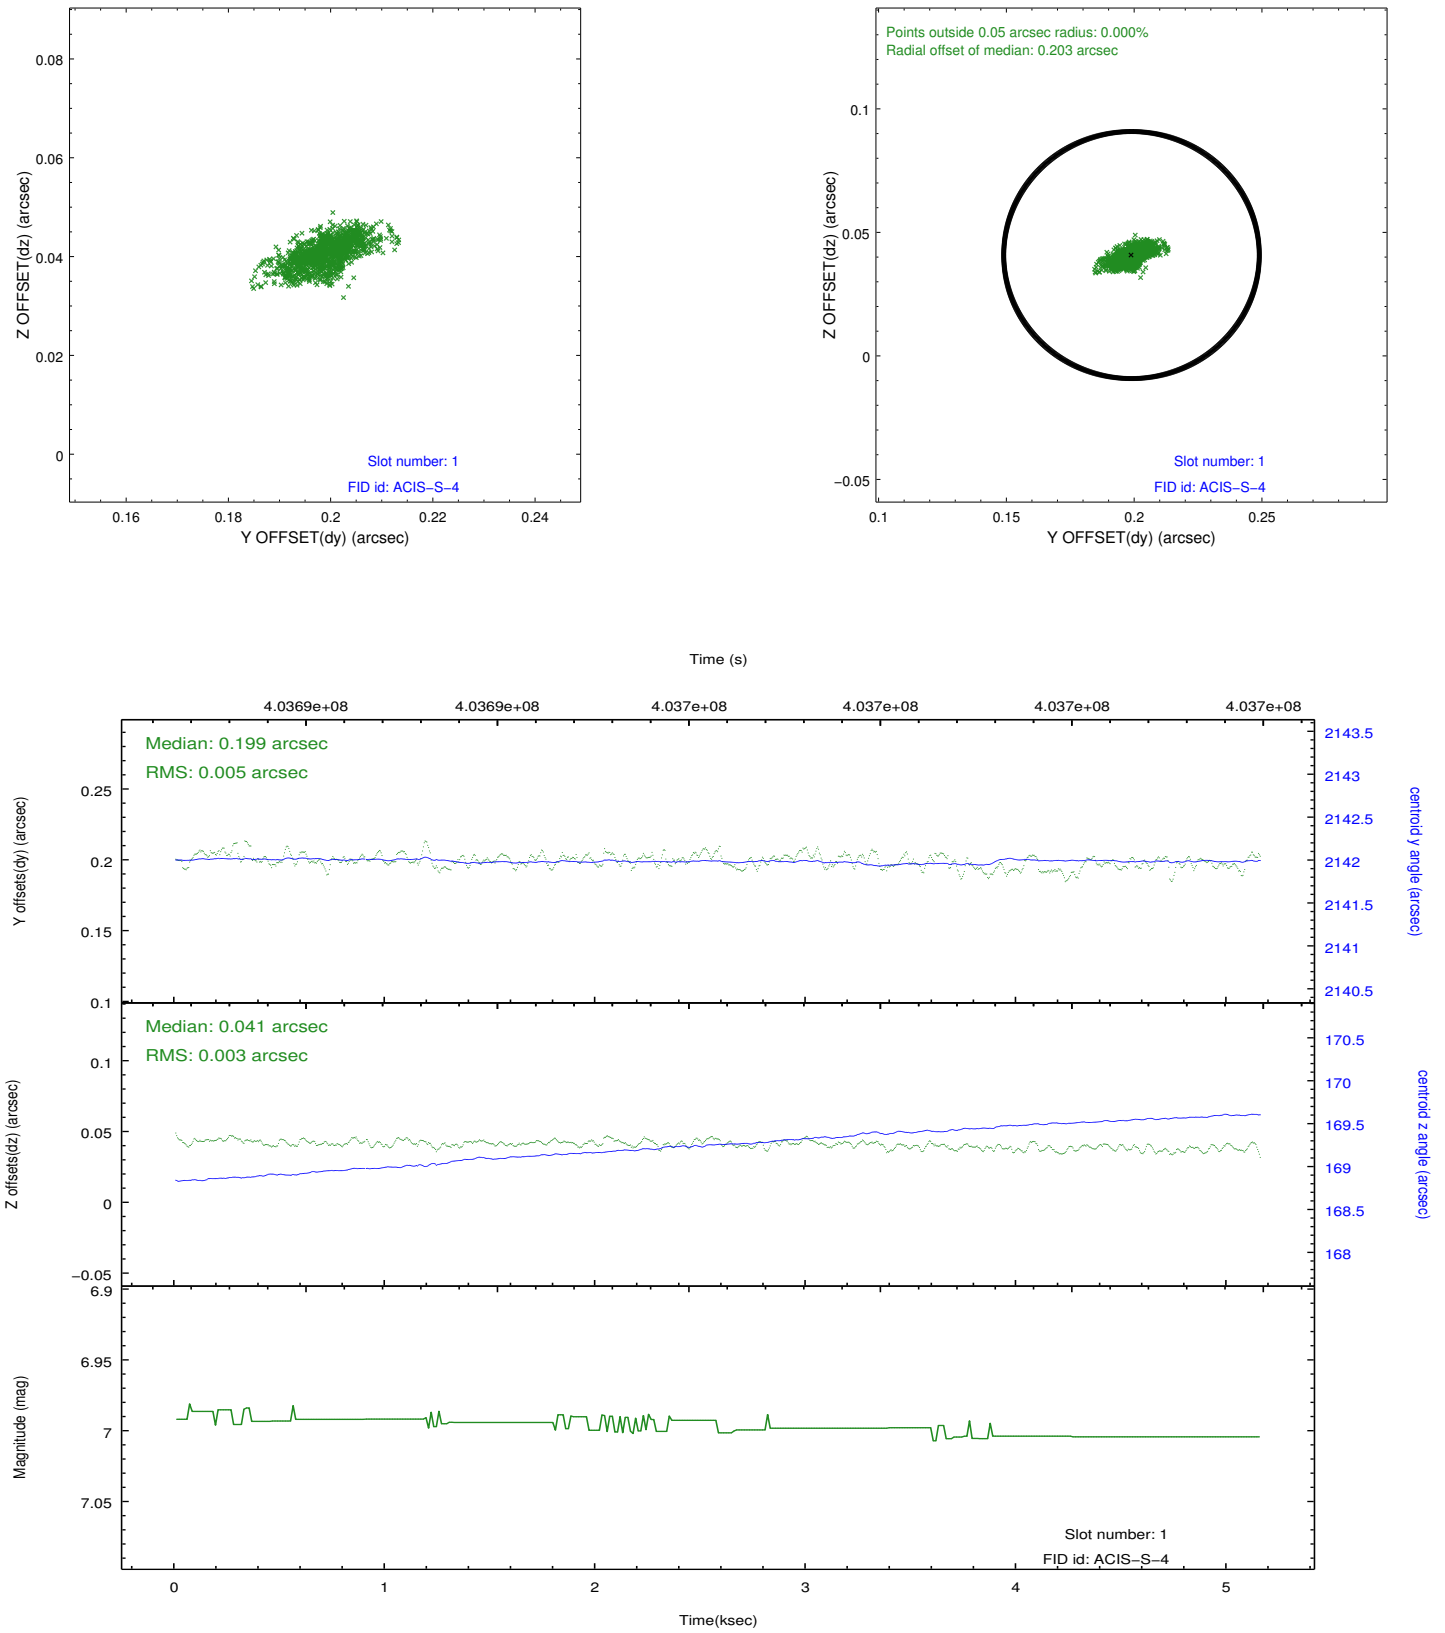 0.08
0.06
0.04
0.02
0
Z OFFSET(dz) (arcsec)
Slot number: 1
FID id: ACIS−S−4
0.16
0.18
0.2
0.22
0.24
Y OFFSET(dy) (arcsec)
Points outside 0.05 arcsec radius: 0.000%
Radial offset of median: 0.203 arcsec
0.1
0.05
0
−0.05
Z OFFSET(dz) (arcsec)
Slot number: 1
FID id: ACIS−S−4
0.1
0.15
0.2
0.25
Y OFFSET(dy) (arcsec)
Time (s)
4.0369e+08
4.0369e+08
4.037e+08
4.037e+08
4.037e+08
4.037e+08
Median: 0.199 arcsec
RMS: 0.005 arcsec
0.25
0.2
0.15
0.1
Y offsets(dy) (arcsec)
2143.5
2143
2142.5
2142
2141.5
2141
2140.5
centroid y angle (arcsec)
Median: 0.041 arcsec
RMS: 0.003 arcsec
0.1
0.05
0
−0.05
Z offsets(dz) (arcsec)
170.5
170
169.5
169
168.5
168
centroid z angle (arcsec)
6.9
6.95
7
7.05
Magnitude (mag)
Slot number: 1
FID id: ACIS−S−4
0
1
2
3
4
5
Time(ksec)